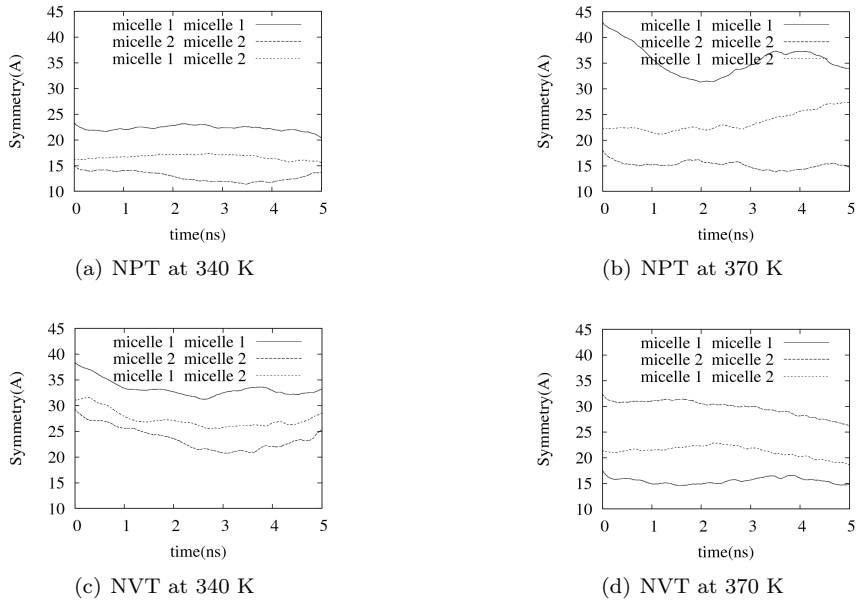 45
40
35
30
25
20
15
10
Symmetry(A)
micelle 1 micelle 1
micelle 2 micelle 2
micelle 1 micelle 2
0 1 2 3 4 5
time(ns)
(a) NPT at 340 K
45
40
35
30
25
20
15
10
Symmetry(A)
micelle 1 micelle 1
micelle 2 micelle 2
micelle 1 micelle 2
0 1 2 3 4 5
time(ns)
(b) NPT at 370 K
45
40
35
30
25
20
15
10
Symmetry(A)
micelle 1 micelle 1
micelle 2 micelle 2
micelle 1 micelle 2
0 1 2 3 4 5
time(ns)
(c) NVT at 340 K
45
40
35
30
25
20
15
10
Symmetry(A)
micelle 1 micelle 1
micelle 2 micelle 2
micelle 1 micelle 2
0 1 2 3 4 5
time(ns)
(d) NVT at 370 K